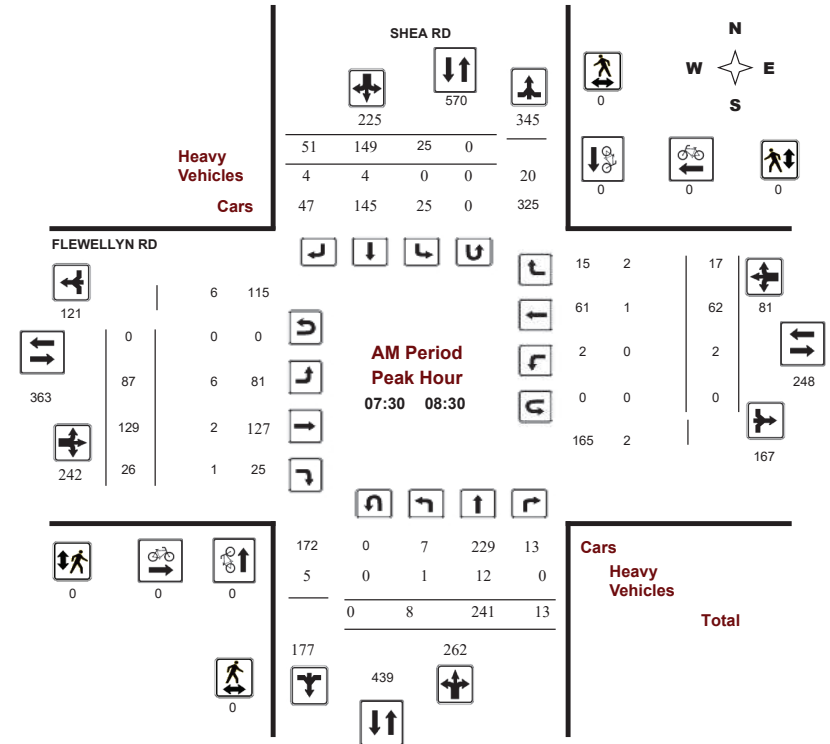 SHEA RD
N
W E
S
570
0
225 345
51 149 25 0
Heavy
Vehicles
4 4 0 0 20
Cars
47 145 25 0 325
0 0 0
FLEWELLYN RD
15 2 17
121
6 115
61 1 62 81
0 0 0
AM Period
2 0 2
363
248
87 6 81
Peak Hour
07:30 08:30
0 0 0
129 2 127
165 2
167
242
26 1 25
172 0 7 229 13
Cars
5 0 1 12 0
Heavy
Vehicles
0 0 0
0 8 241 13
Total
177 262
439
0